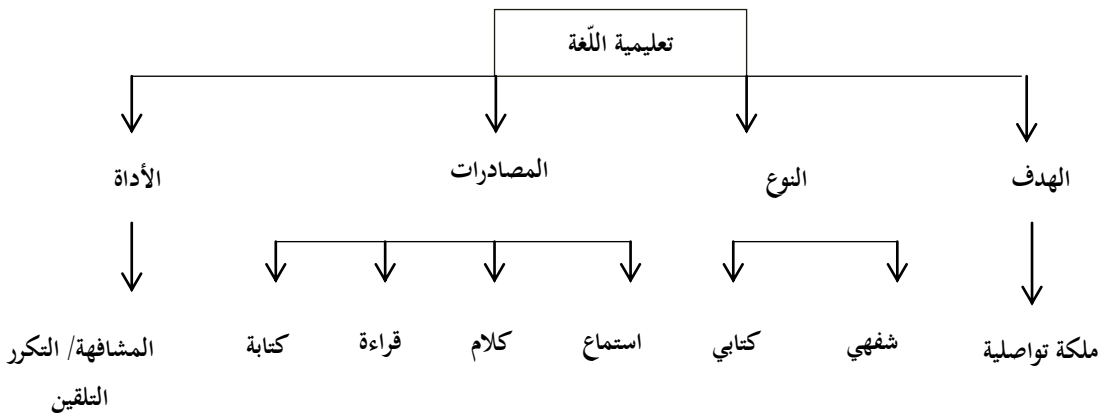 تعليمية اللّغة
الهدف
النوع
المصادرات
الأداة
ملكة تواصلية
شفهي
كتابي
استماع
كلام
قراءة
كتابة
المشافهة/ التكرر
التلقين